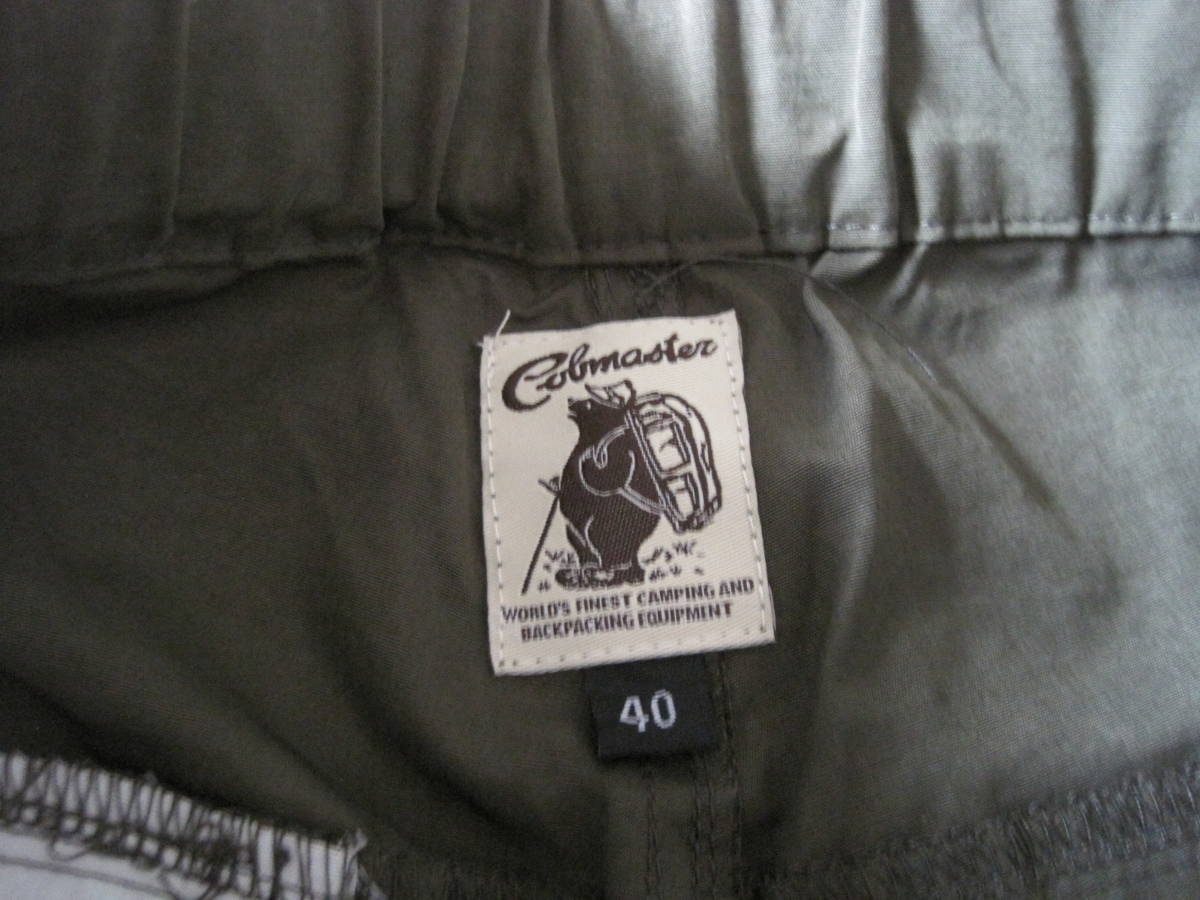 Cobmaster
WORLD'S FINEST CAMPING AND
BACKPACKING EQUIPMENT
40